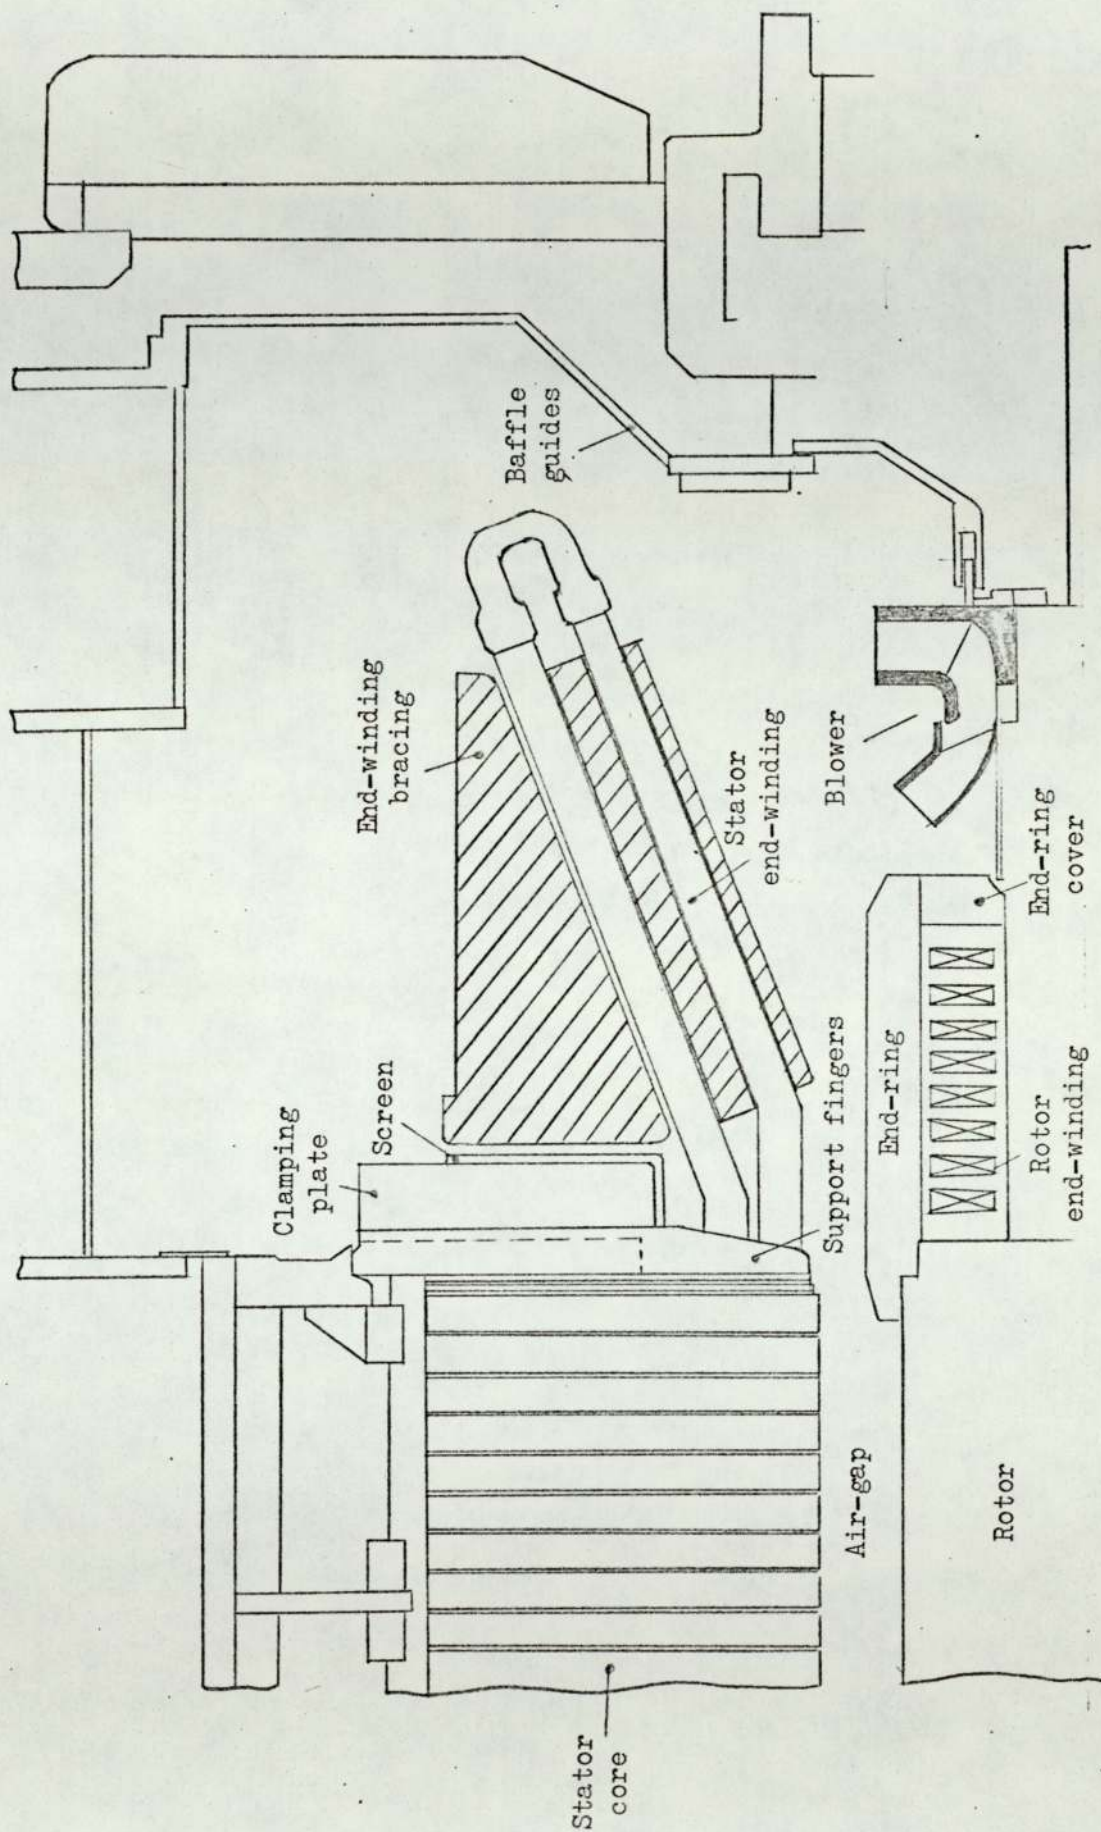 Baffle
guides
End-winding
bracing
Stator
end-winding
Blower
Clamping
plate
Screen
Support fingers
End-ring
End-ring
cover
Rotor
end-winding
Stator
core
Air-gap
Rotor